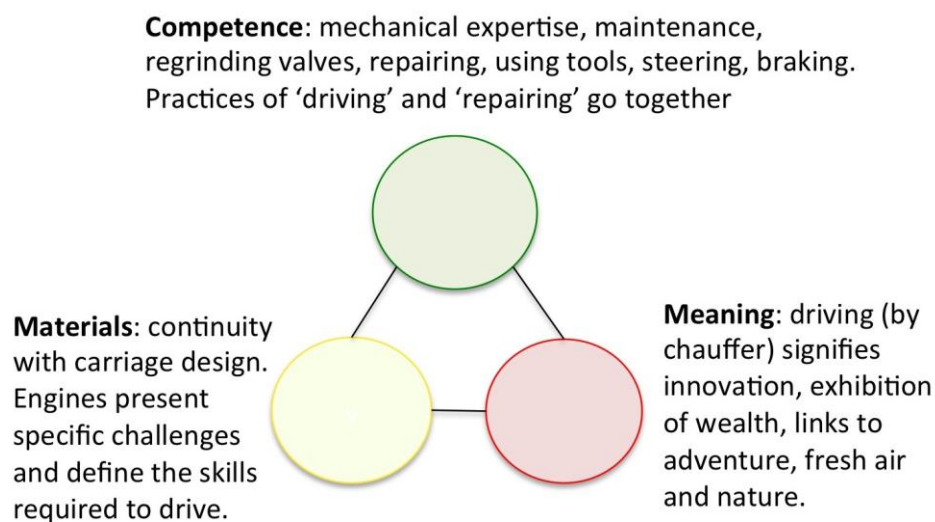 Competence: mechanical expertise, maintenance,
regrinding valves, repairing, using tools, steering, braking.
Practices of ‘driving’ and ‘repairing’ go together
Materials: continuity
with carriage design.
Engines present
specific challenges
and define the skills
required to drive.
Meaning: driving (by
chauffer) signifies
innovation, exhibition
of wealth, links to
adventure, fresh air
and nature.